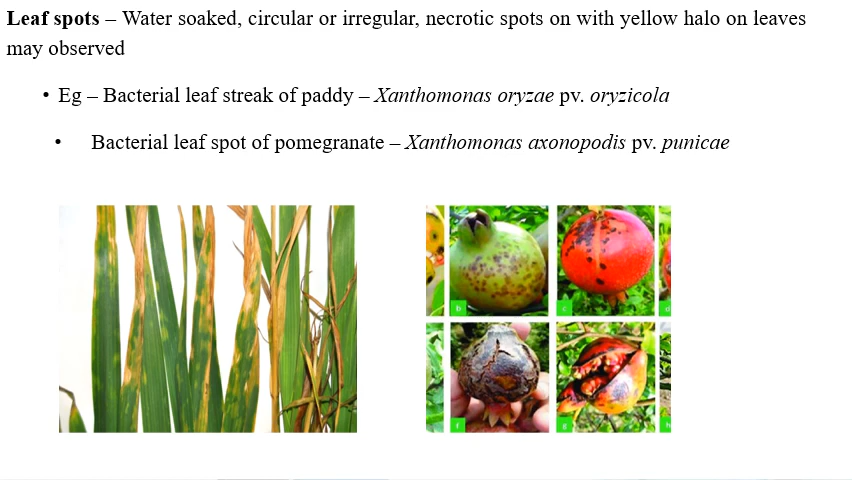 Leaf spots – Water soaked, circular or irregular, necrotic spots on with yellow halo on leaves
may observed
• Eg – Bacterial leaf streak of paddy – Xanthomonas oryzae pv. oryzicola
• Bacterial leaf spot of pomegranate – Xanthomonas axonopodis pv. punicae
b c d
f g h